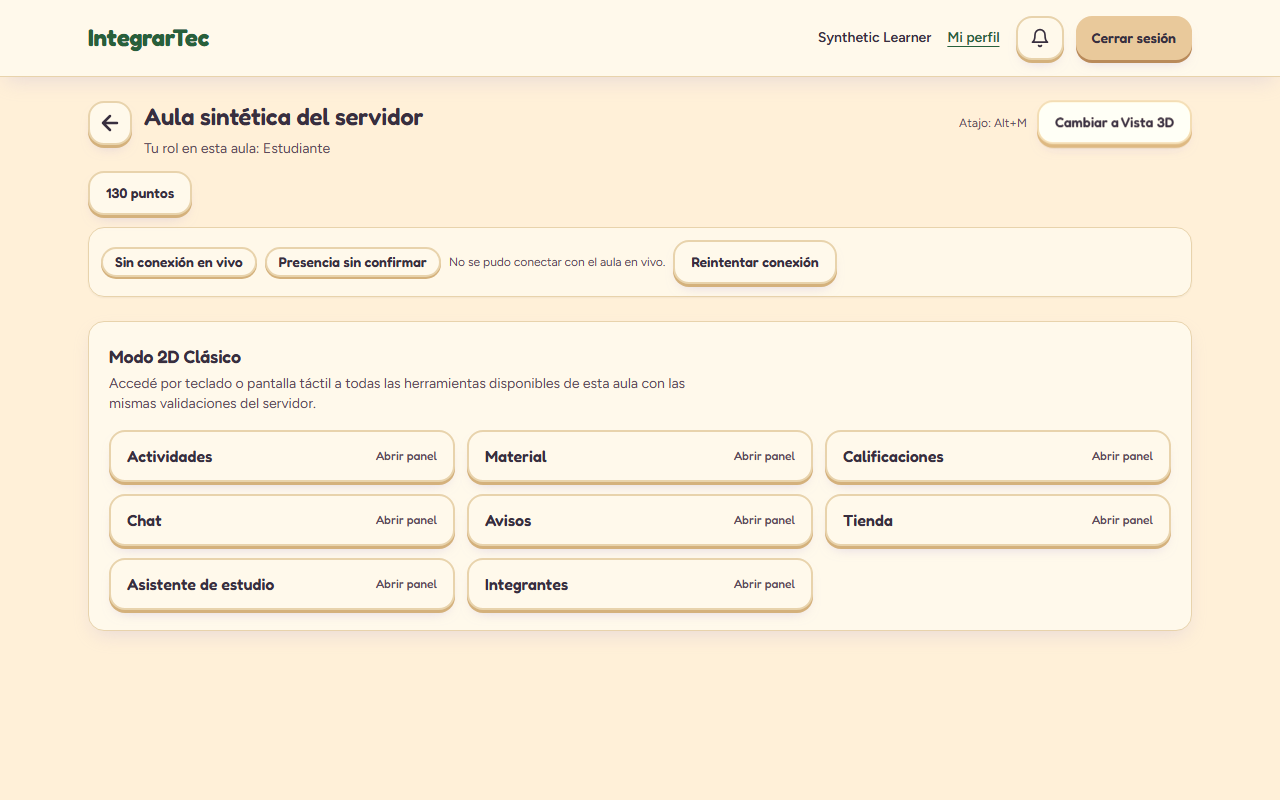 IntegrarTec
Synthetic Learner
Mi perfil
Cerrar sesión
Aula sintética del servidor
Tu rol en esta aula: Estudiante
Atajo: Alt+M
Cambiar a Vista 3D
130 puntos
Sin conexión en vivo
Presencia sin confirmar
No se pudo conectar con el aula en vivo.
Reintentar conexión
Modo 2D Clásico
Accedé por teclado o pantalla táctil a todas las herramientas disponibles de esta aula con las
mismas validaciones del servidor.
Actividades
Abrir panel
Material
Abrir panel
Calificaciones
Abrir panel
Chat
Abrir panel
Avisos
Abrir panel
Tienda
Abrir panel
Asistente de estudio
Abrir panel
Integrantes
Abrir panel